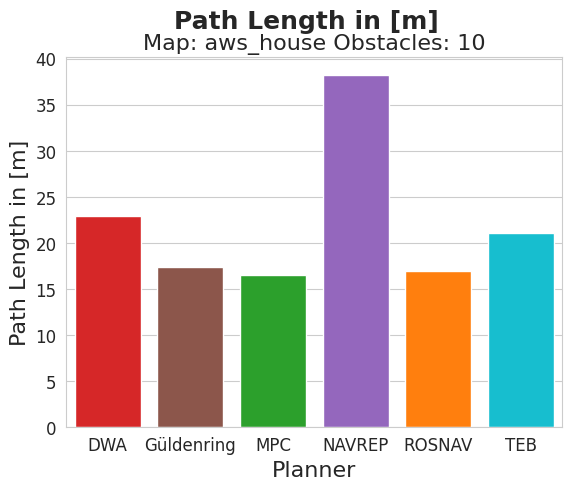 Path Length in [m]
Map: aws_house Obstacles: 10
Path Length in [m]
40
35
30
25
20
15
10
5
0
DWA Güldenring MPC NAVREP ROSNAV TEB
Planner